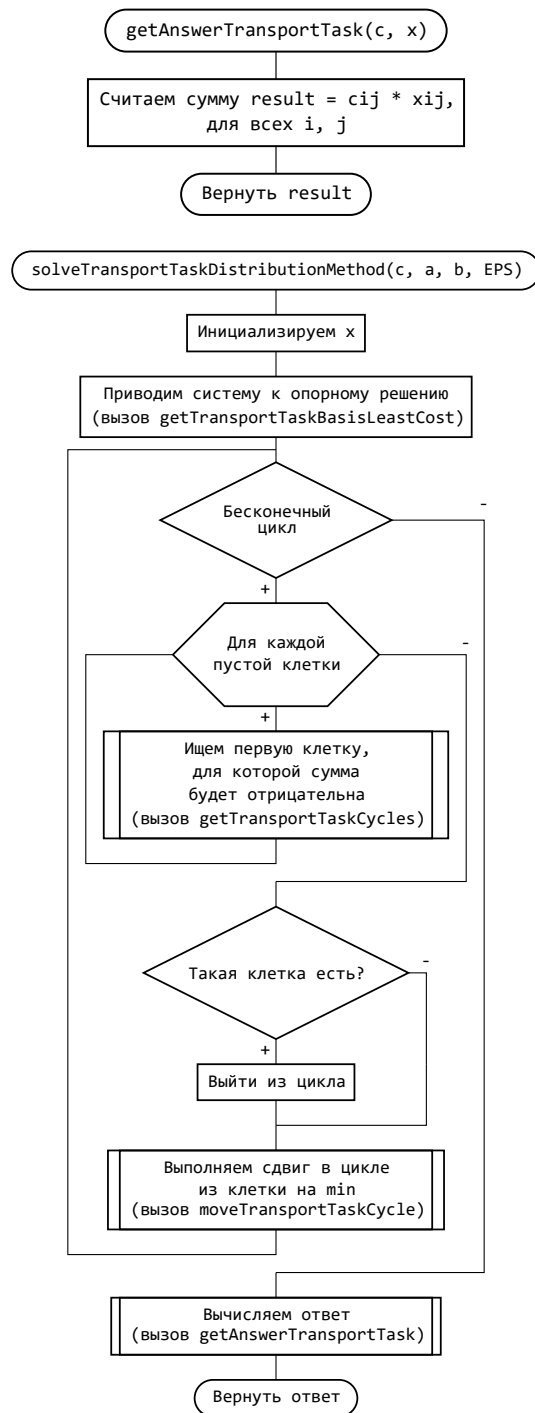 getAnswerTransportTask(c, x)
Считаем сумму result = cij * xij,
для всех i, j
Вернуть result
solveTransportTaskDistributionMethod(c, a, b, EPS)
Инициализируем x
Приводим систему к опорному решению
(вызов getTransportTaskBasisLeastCost)
Бесконечный
цикл
-
+
Для каждой
пустой клетки
-
+
Ищем первую клетку,
для которой сумма
будет отрицательна
(вызов getTransportTaskCycles)
Такая клетка есть?
-
+
Выйти из цикла
Выполняем сдвиг в цикле
из клетки на min
(вызов moveTransportTaskCycle)
Вычисляем ответ
(вызов getAnswerTransportTask)
Вернуть ответ